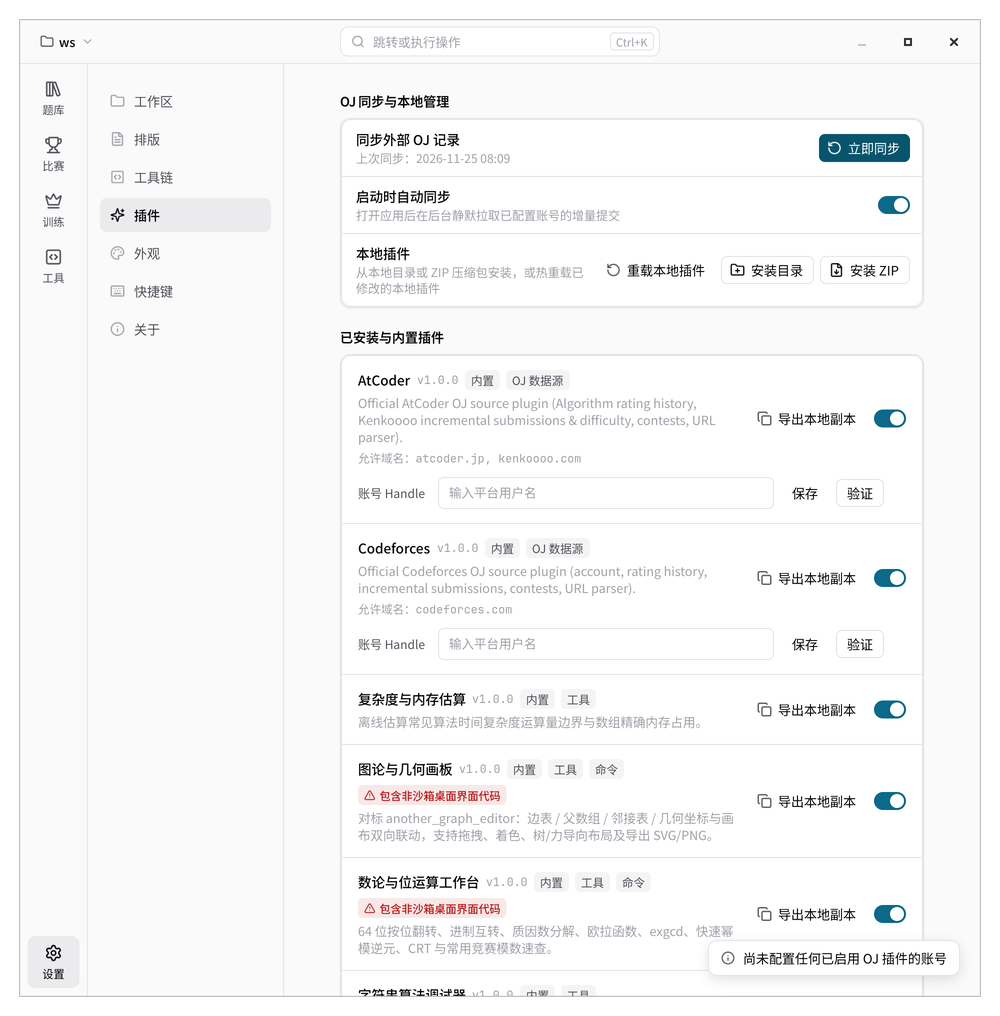 ws
跳转或执行操作
Ctrl+K
题库
比赛
训练
工具
设置
工作区
排版
工具链
插件
外观
快捷键
关于
OJ 同步与本地管理
同步外部 OJ 记录
上次同步：2026-11-25 08:09
立即同步
启动时自动同步
打开应用后在后台静默拉取已配置账号的增量提交
本地插件
从本地目录或 ZIP 压缩包安装，或热重载已
修改的本地插件
重载本地插件
安装目录
安装 ZIP
已安装与内置插件
AtCoder v1.0.0 内置 OJ 数据源
Official AtCoder OJ source plugin (Algorithm rating history,
Kenkoooo incremental submissions & difficulty, contests, URL
parser).
允许域名：atcoder.jp, kenkoooo.com
导出本地副本
账号 Handle 输入平台用户名 保存 验证
Codeforces v1.0.0 内置 OJ 数据源
Official Codeforces OJ source plugin (account, rating history,
incremental submissions, contests, URL parser).
允许域名：codeforces.com
导出本地副本
账号 Handle 输入平台用户名 保存 验证
复杂度与内存估算 v1.0.0 内置 工具
离线估算常见算法时间复杂度运算量边界与数组精确内存占用。
导出本地副本
图论与几何画板 v1.0.0 内置 工具 命令
包含非沙箱桌面界面代码
对标 another_graph_editor：边表 / 父数组 / 邻接表 / 几何坐标与画
布双向联动，支持拖拽、着色、树/力导向布局及导出 SVG/PNG。
导出本地副本
数论与位运算工作台 v1.0.0 内置 工具 命令
包含非沙箱桌面界面代码
64 位按位翻转、进制互转、质因数分解、欧拉函数、exgcd、快速幂
模逆元、CRT 与常用竞赛模数速查。
导出本地副本
字符串算法调试器 v1.0.0 内置 工具
尚未配置任何已启用 OJ 插件的账号